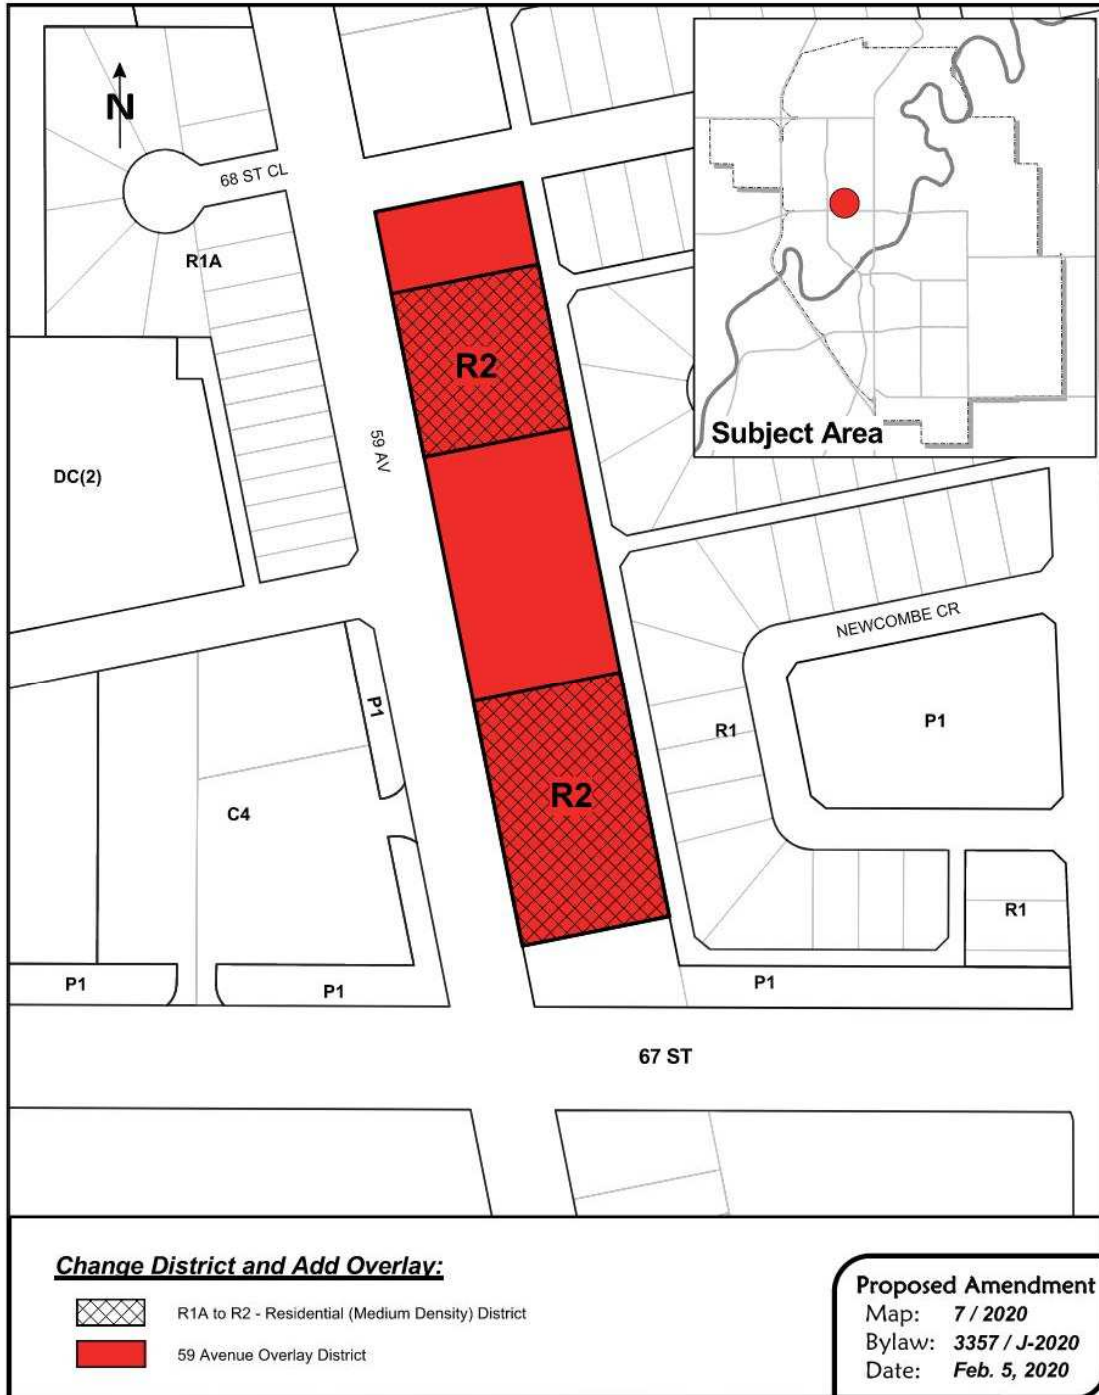 N
68 ST CL
R1A
R2
Subject Area
59 AV
DC(2)
NEWCOMBE CR
P1
R1
P1
C4
R2
R1
P1
P1
P1
67 ST
Change District and Add Overlay:
R1A to R2 - Residential (Medium Density) District
59 Avenue Overlay District
Proposed Amendment
Map: 7 / 2020
Bylaw: 3357 / J-2020
Date: Feb. 5, 2020